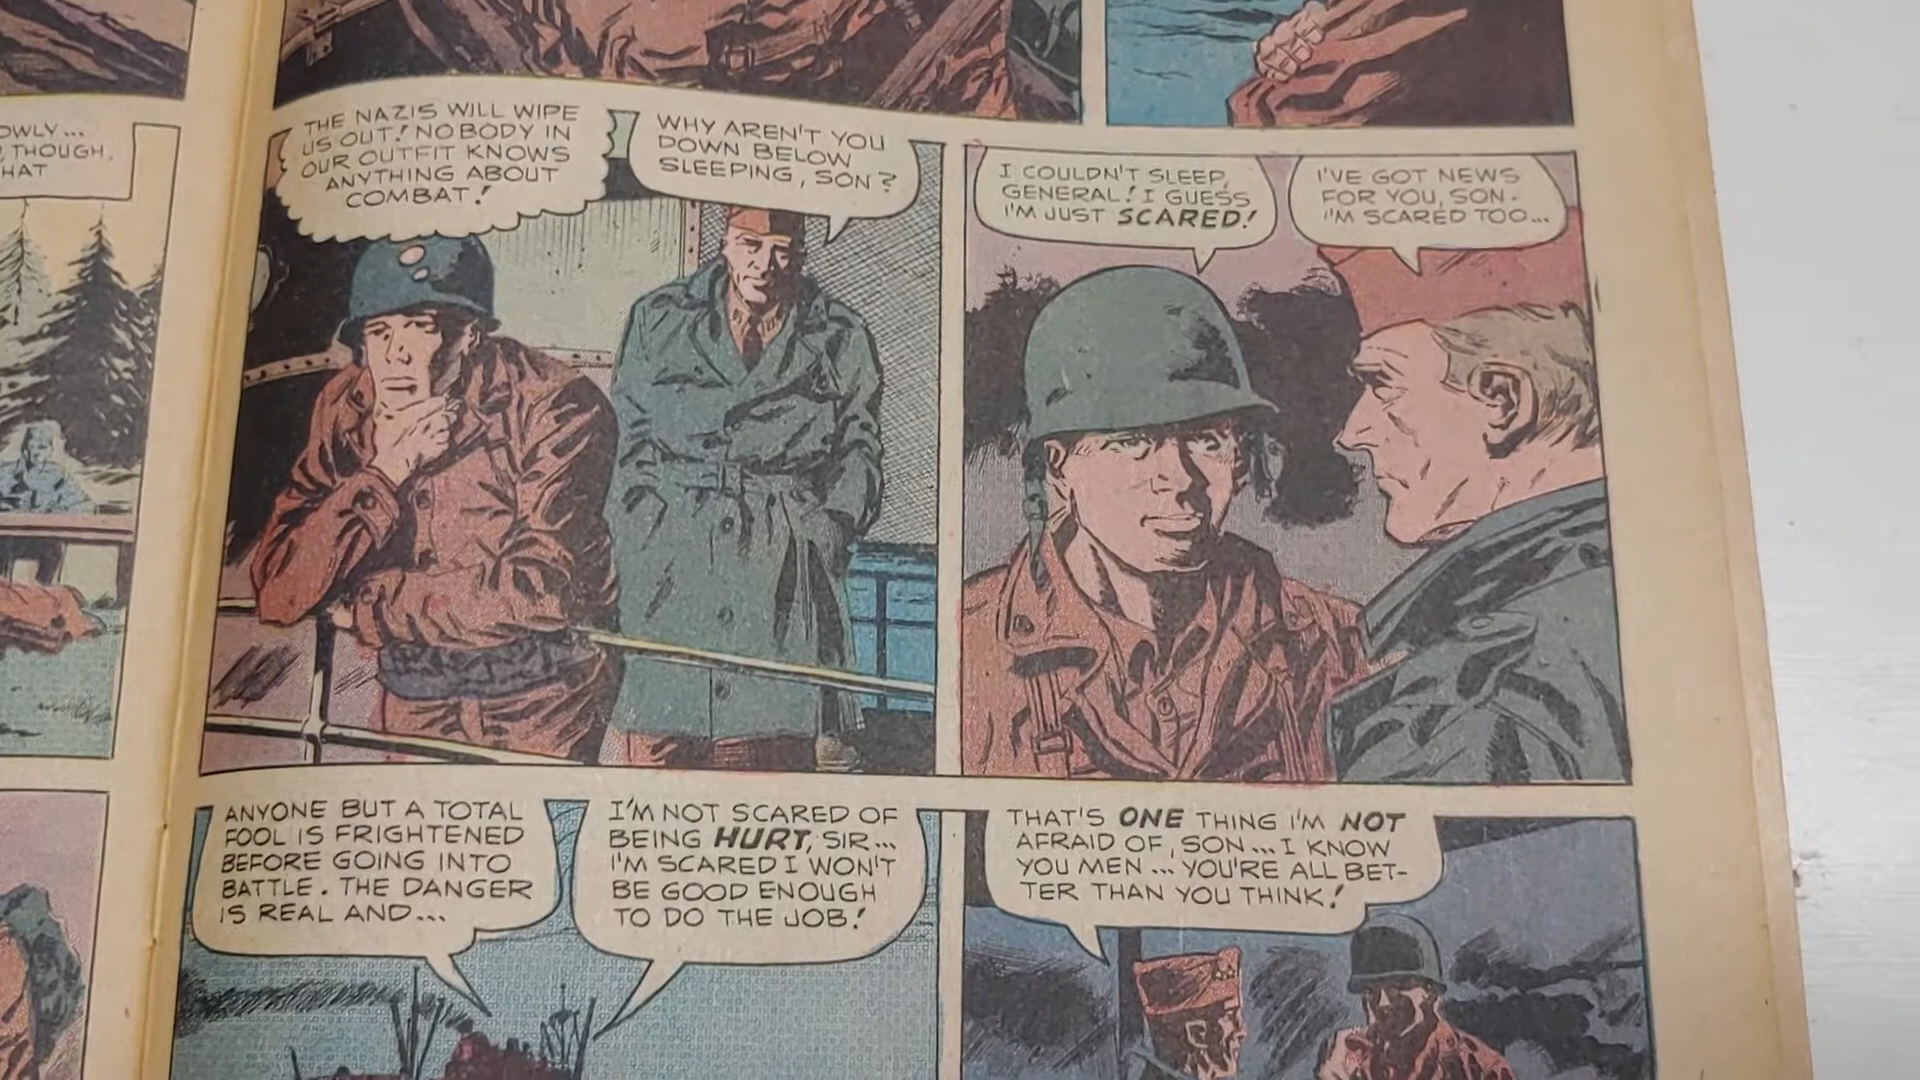 OWLY...
, THOUGH,
HAT
THE NAZIS WILL WIPE
US OUT! NOBODY IN
OUR OUTFIT KNOWS
ANYTHING ABOUT
COMBAT!
WHY AREN'T YOU
DOWN BELOW
SLEEPING, SON?
I COULDN'T SLEEP,
GENERAL! I GUESS
I'M JUST SCARED!
I'VE GOT NEWS
FOR YOU, SON.
I'M SCARED TOO...
ANYONE BUT A TOTAL
FOOL IS FRIGHTENED
BEFORE GOING INTO
BATTLE. THE DANGER
IS REAL AND...
I'M NOT SCARED OF
BEING HURT, SIR...
I'M SCARED I WON'T
BE GOOD ENOUGH
TO DO THE JOB!
THAT'S ONE THING I'M NOT
AFRAID OF, SON... I KNOW
YOU MEN... YOU'RE ALL BET-
TER THAN YOU THINK!